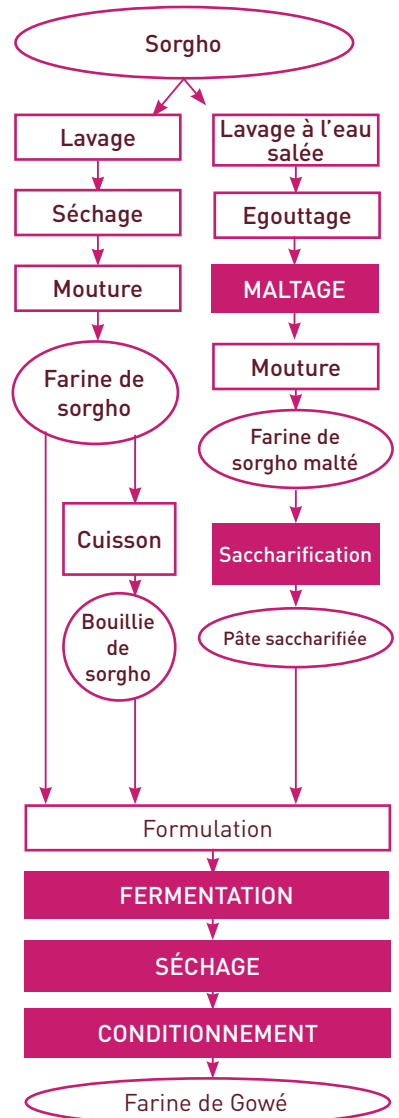 Sorgho
Lavage
Séchage
Mouture
Farine de
sorgho
Cuisson
Bouillie
de
sorgho
Lavage à l'eau
salée
Egouttage
MALTAGE
Mouture
Farine de
sorgho malté
Saccharification
Pâte saccharifiée
Formulation
FERMENTATION
SÉCHAGE
CONDITIONNEMENT
Farine de Gowé